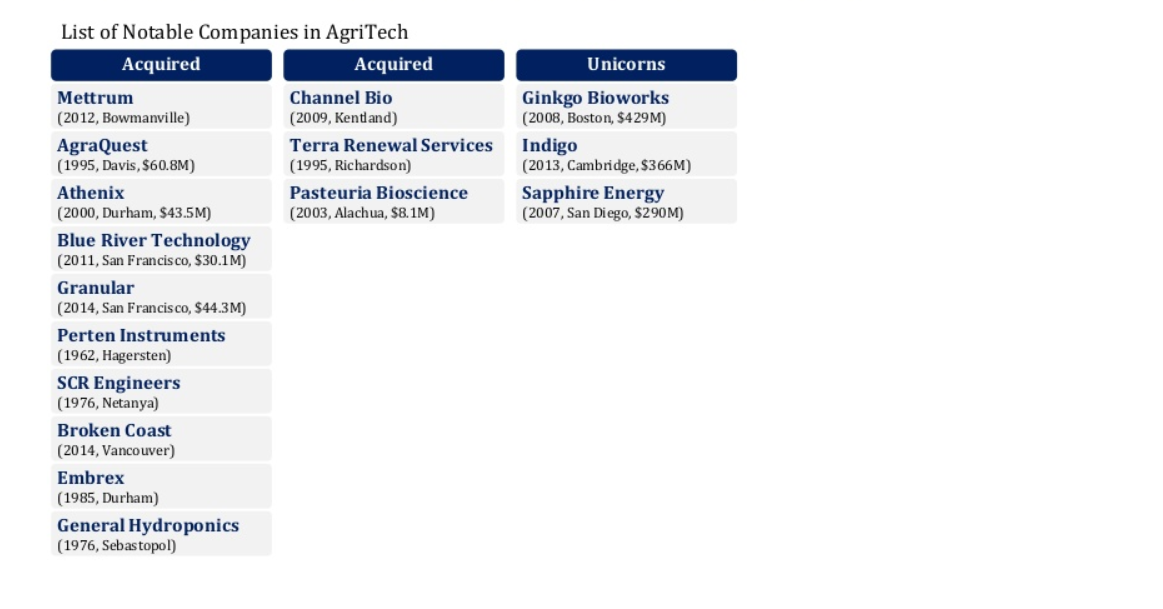 List of Notable Companies in AgriTech
Acquired
Mettrum
(2012, Bowmanville)
AgraQuest
(1995, Davis, $60.8M)
Athenix
(2000, Durham, $43.5M)
Blue River Technology
(2011, San Francisco, $30.1M)
Granular
(2014, San Francisco, $44.3M)
Perten Instruments
(1962, Hagersten)
SCR Engineers
(1976, Netanya)
Broken Coast
(2014, Vancouver)
Embrex
(1985, Durham)
General Hydroponics
(1976, Sebastopol)
Acquired
Channel Bio
(2009, Kentland)
Terra Renewal Services
(1995, Richardson)
Pasteuria Bioscience
(2003, Alachua, $8.1M)
Unicorns
Ginkgo Bioworks
(2008, Boston, $429M)
Indigo
(2013, Cambridge, $366M)
Sapphire Energy
(2007, San Diego, $290M)